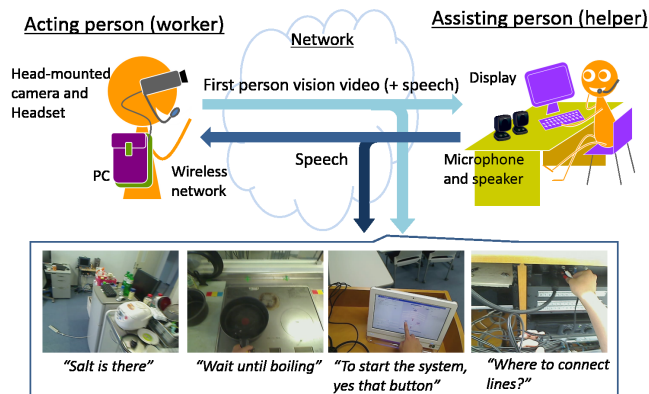 Acting person (worker)
Network
Assisting person (helper)
Head-mounted
camera and
Headset
First person vision video (+ speech)
Display
PC
Wireless
network
Speech
Microphone
and speaker
“Salt is there”
“Wait until boiling”
“To start the system,
yes that button”
“Where to connect
lines?”